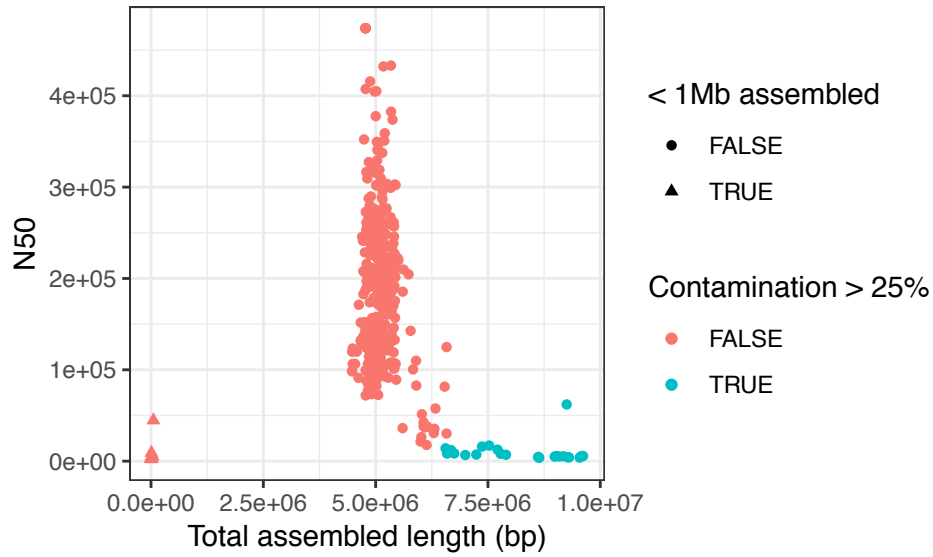 4e+05
3e+05
2e+05
1e+05
0e+00
N50
0.0e+00 2.5e+06 5.0e+06 7.5e+06 1.0e+07
Total assembled length (bp)
< 1Mb assembled
FALSE
TRUE
Contamination > 25%
FALSE
TRUE